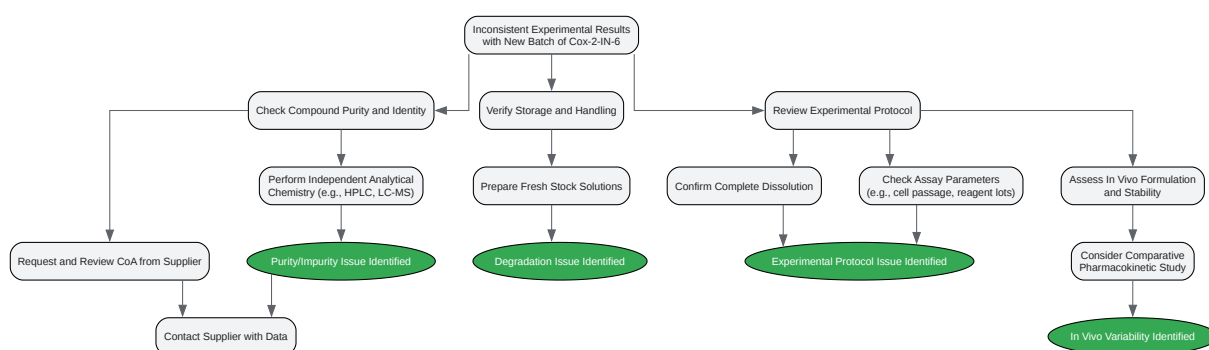 Inconsistent Experimental Results
with New Batch of Cox-2-IN-6
Check Compound Purity and Identity
Verify Storage and Handling
Review Experimental Protocol
Perform Independent Analytical
Chemistry (e.g., HPLC, LC-MS)
Prepare Fresh Stock Solutions
Confirm Complete Dissolution
Check Assay Parameters
(e.g., cell passage, reagent lots)
Assess In Vivo Formulation
and Stability
Request and Review CoA from Supplier
Purity/Impurity Issue Identified
Degradation Issue Identified
Experimental Protocol Issue Identified
Consider Comparative
Pharmacokinetic Study
Contact Supplier with Data
In Vivo Variability Identified